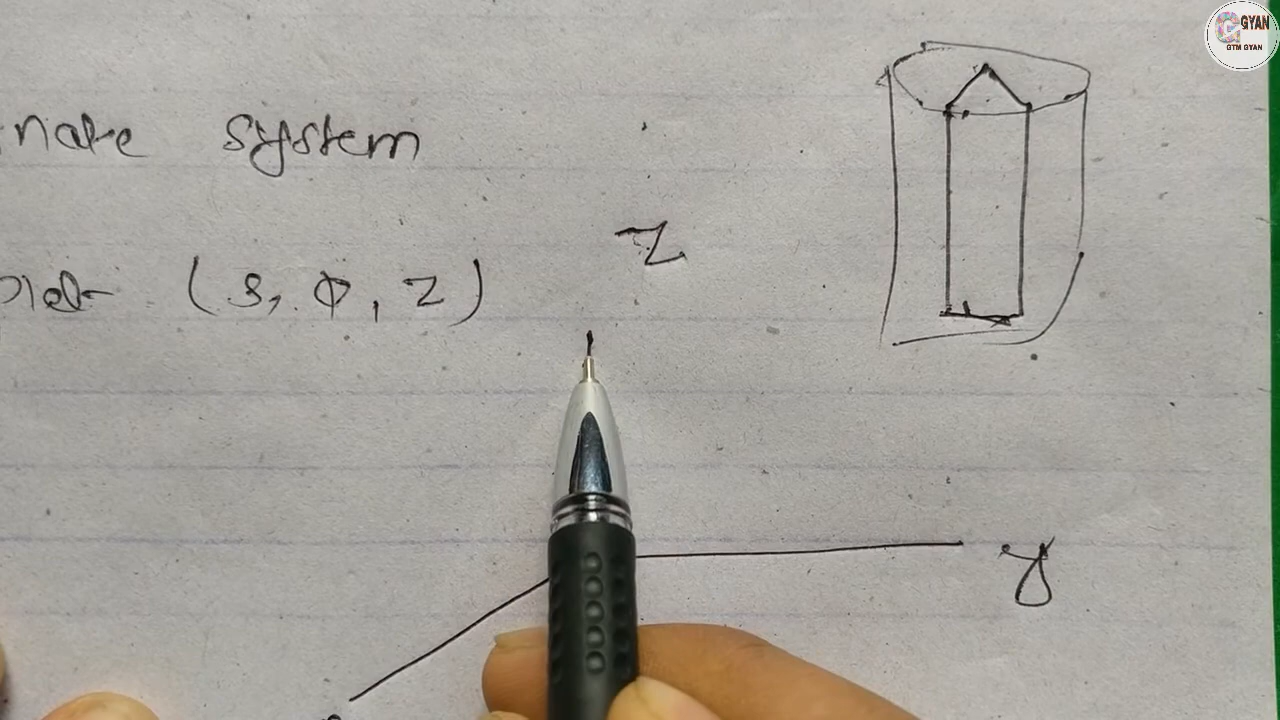 GYAN
GTM GYAN
nate system
(s, φ, z)
z
y